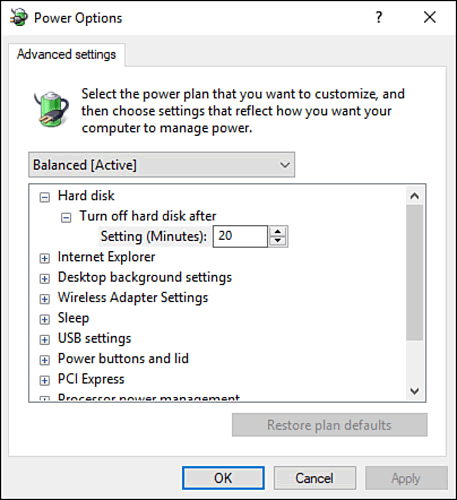 Power Options
?
Advanced settings
Select the power plan that you want to customize, and
then choose settings that reflect how you want your
computer to manage power.
Balanced [Active]
Hard disk
Turn off hard disk after
Setting (Minutes): 20
Internet Explorer
Desktop background settings
Wireless Adapter Settings
Sleep
USB settings
Power buttons and lid
PCI Express
Processor power management
Restore plan defaults
OK Cancel Apply